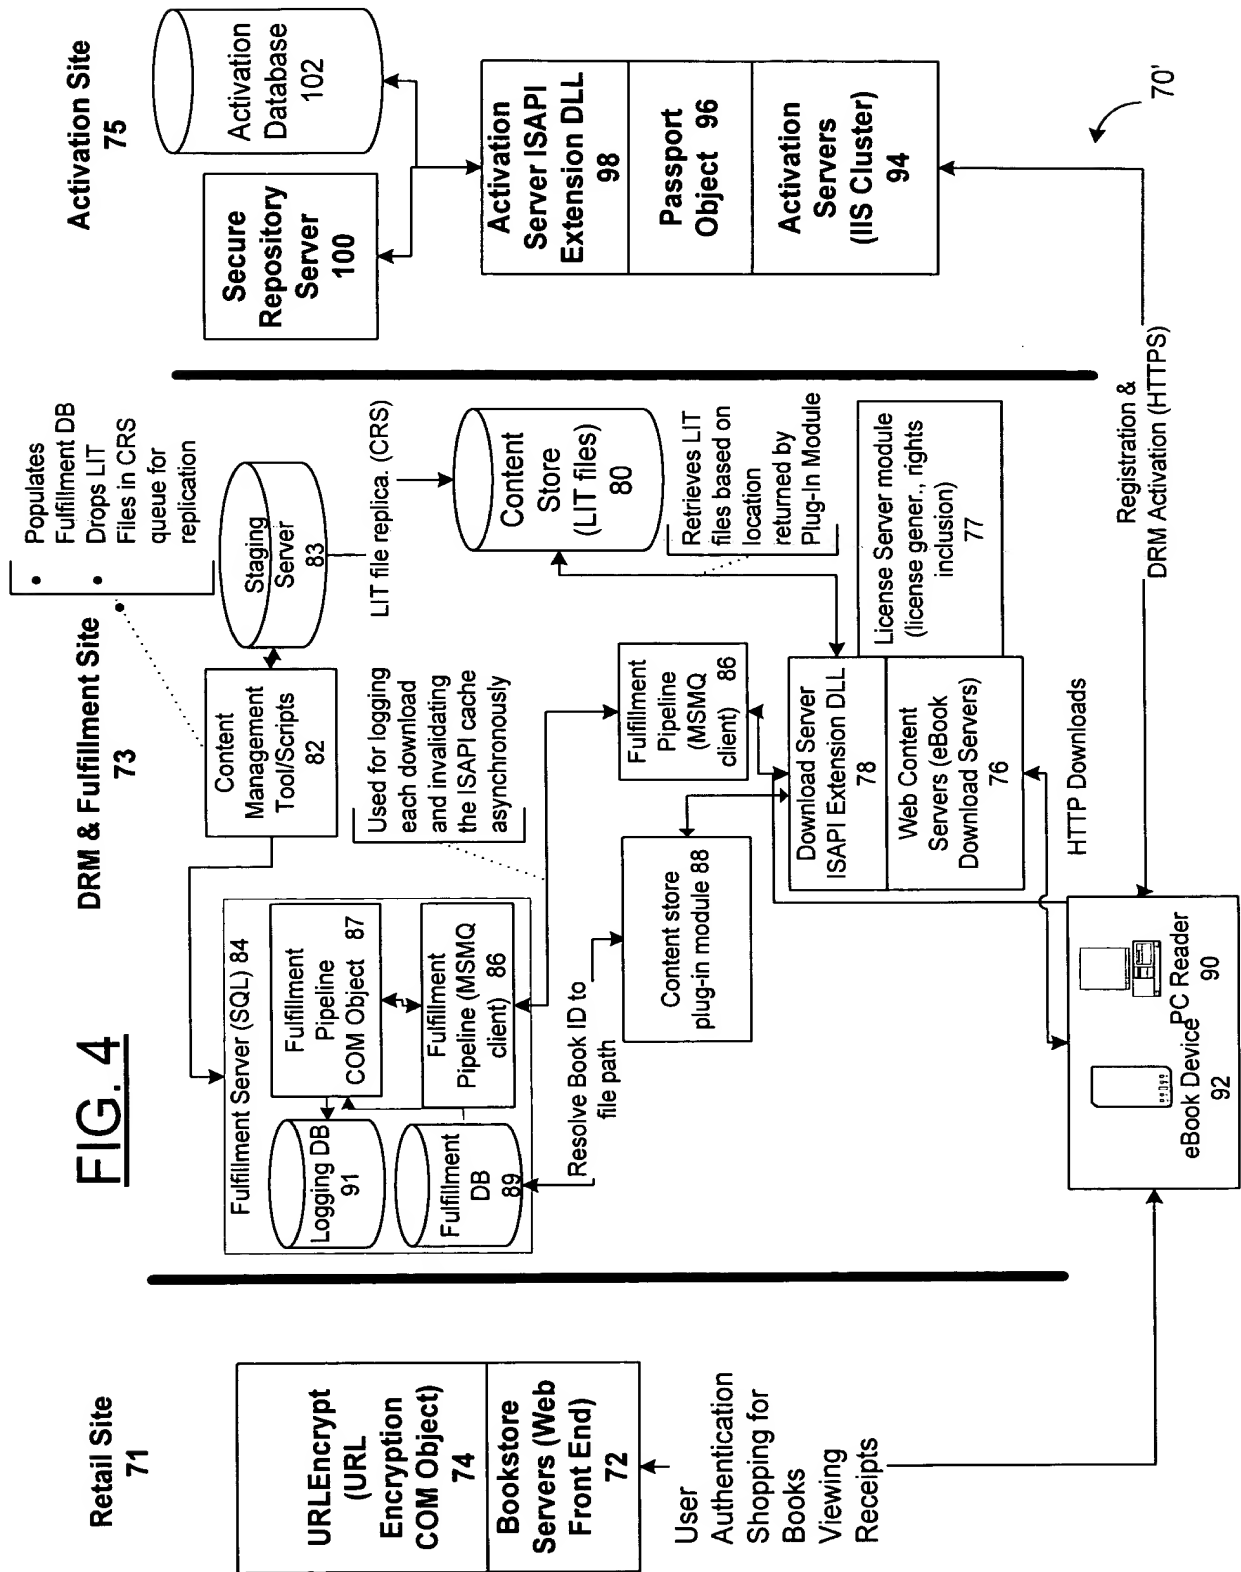 FIG. 4
Retail Site
71
URLEncrypt
(URL
Encryption
COM Object)
74
Bookstore
Servers (Web
Front End)
72
User
Authentication
Shopping for
Books
Viewing
Receipts
DRM & Fulfillment Site
73
• Populates
Fulfillment DB
• Drops LIT
Files in CRS
queue for
replication
•
Content
Management
Tool/Scripts
82
Staging
Server
83
LIT file replica. (CRS)
Fulfillment Server (SQL) 84
Fulfillment
Pipeline
COM Object 87
Fulfillment
Pipeline (MSMQ
client) 86
Logging DB
91
Fulfillment
DB
89
Used for logging
each download
and invalidating
the ISAPI cache
asynchronously
Resolve Book ID to
file path
Content store
plug-in module 88
Fulfillment
Pipeline
(MSMQ
client) 86
Content
Store
(LIT files)
80
Retrieves LIT
files based on
location
returned by
Plug-In Module
Download Server
ISAPI Extension DLL
78
Web Content
Servers (eBook
Download Servers)
76
License Server module
(license gener., rights
inclusion)
77
HTTP Downloads
eBook Device
92
PC Reader
90
Activation Site
75
Secure
Repository
Server
100
Activation
Database
102
Activation
Server ISAPI
Extension DLL
98
Passport
Object 96
Activation
Servers
(IIS Cluster)
94
Registration &
DRM Activation (HTTPS)
70'